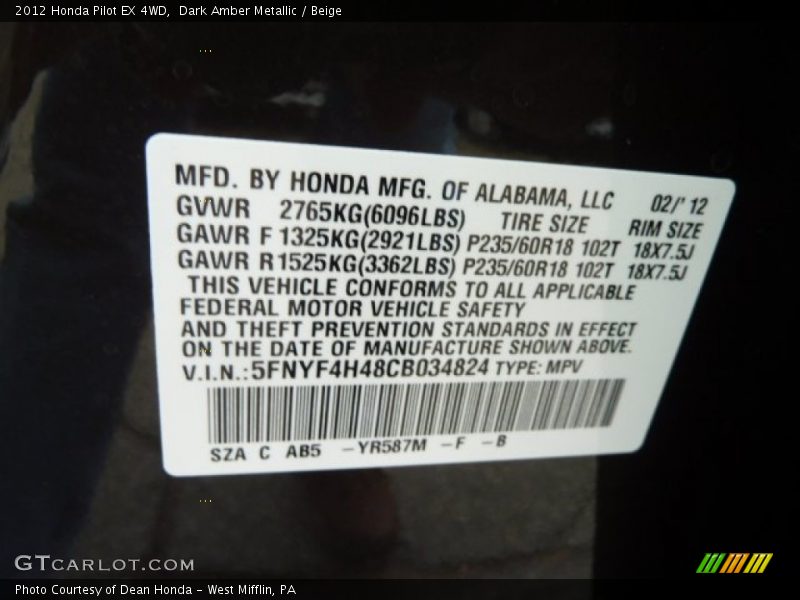 2012 Honda Pilot EX 4WD,  Dark Amber Metallic / Beige
MFD. BY HONDA MFG. OF ALABAMA, LLC 02/' 12
GVWR 2765KG(6096LBS) TIRE SIZE RIM SIZE
GAWR F 1325KG(2921LBS) P235/60R18 102T 18X7.5J
GAWR R1525KG(3362LBS) P235/60R18 102T 18X7.5J
THIS VEHICLE CONFORMS TO ALL APPLICABLE
FEDERAL MOTOR VEHICLE SAFETY
AND THEFT PREVENTION STANDARDS IN EFFECT
ON THE DATE OF MANUFACTURE SHOWN ABOVE.
V.I.N.:5FNYF4H48CB034824 TYPE: MPV
SZA C AB5 -YR587M -F -B
GTCARLOT.COM
Photo Courtesy of Dean Honda - West Mifflin, PA